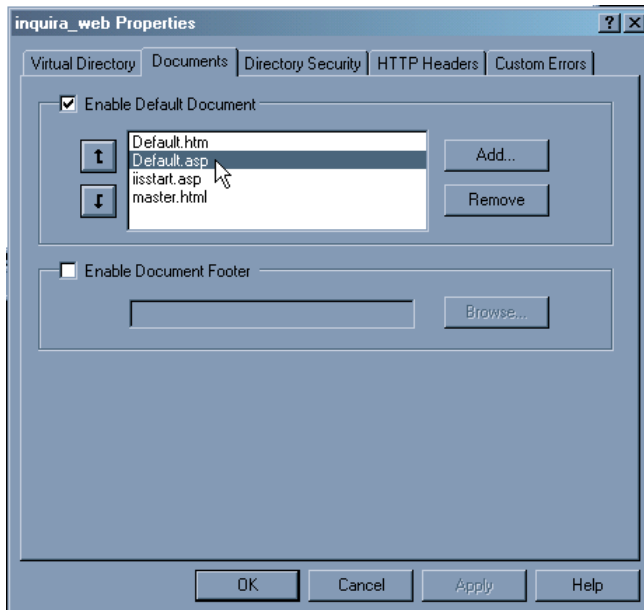 inquira_web Properties
Virtual Directory Documents Directory Security HTTP Headers Custom Errors
Enable Default Document
Default.htm
Default.asp
iisstart.asp
master.html
Add...
Remove
Enable Document Footer
Browse...
OK Cancel Apply Help